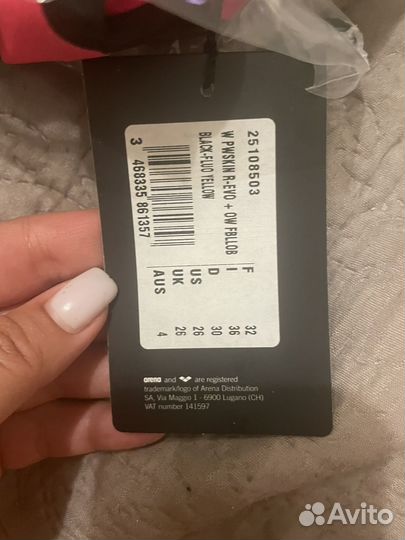 25108503
W PWSKIN R-EVO + OW FBLLOB
BLACK-FLUO YELLOW
3 468335 861357
F 32
I 36
D 30
US 26
UK 26
AUS 4
arena and are registered
trademark/logo of Arena Distribution
SA, Via Maggio 1 - 6900 Lugano (CH)
VAT number 141597
Avito